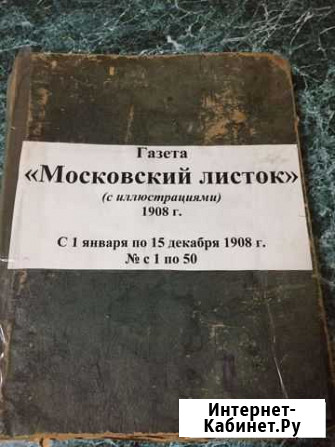 Газета
«Московский листок»
(с иллюстрациями)
1908 г.
С 1 января по 15 декабря 1908 г.
№ с 1 по 50
Интернет-
Кабинет.Ру